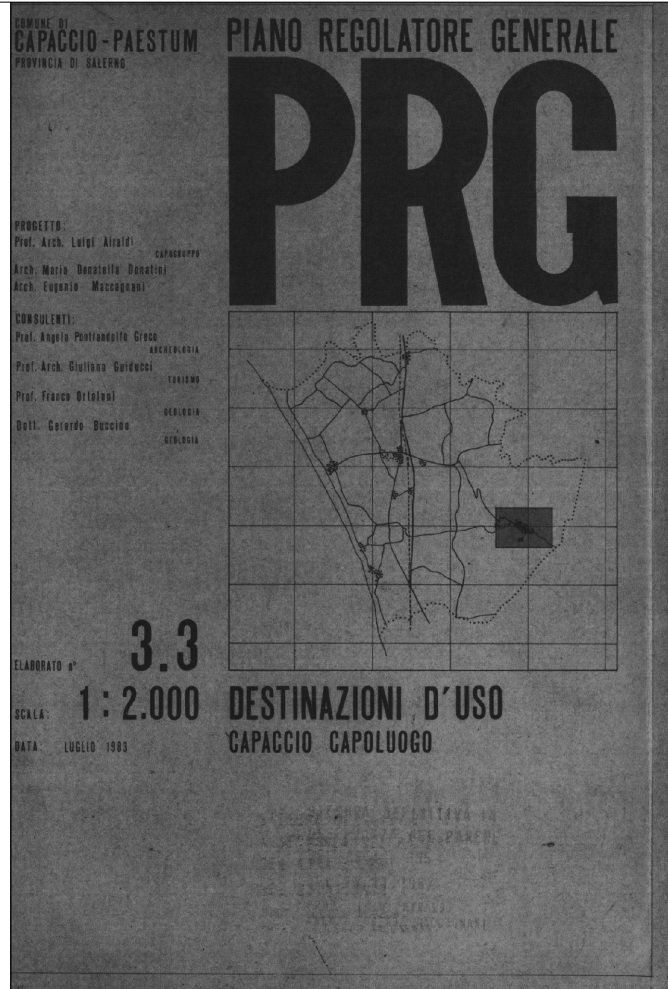 COMUNE DI
CAPACCIO-PAESTUM
PROVINCIA DI SALERNO
PIANO REGOLATORE GENERALE
PRG
PROGETTO:
Prof. Arch. Luigi Airaldi
CAPOGRUPPO
Arch. Maria Donatella Donatini
Arch. Eugenio Maccagnani
CONSULENTI:
Prof. Angela Pontrandolfo Greco
ARCHEOLOGIA
Prof. Arch. Giuliano Guiducci
TURISMO
Prof. Franco Ortolani
GEOLOGIA
Dott. Gerardo Buccino
GEOLOGIA
ELABORATO n° 3.3
SCALA: 1:2.000
DATA: LUGLIO 1983
DESTINAZIONI D'USO
CAPACCIO CAPOLUOGO